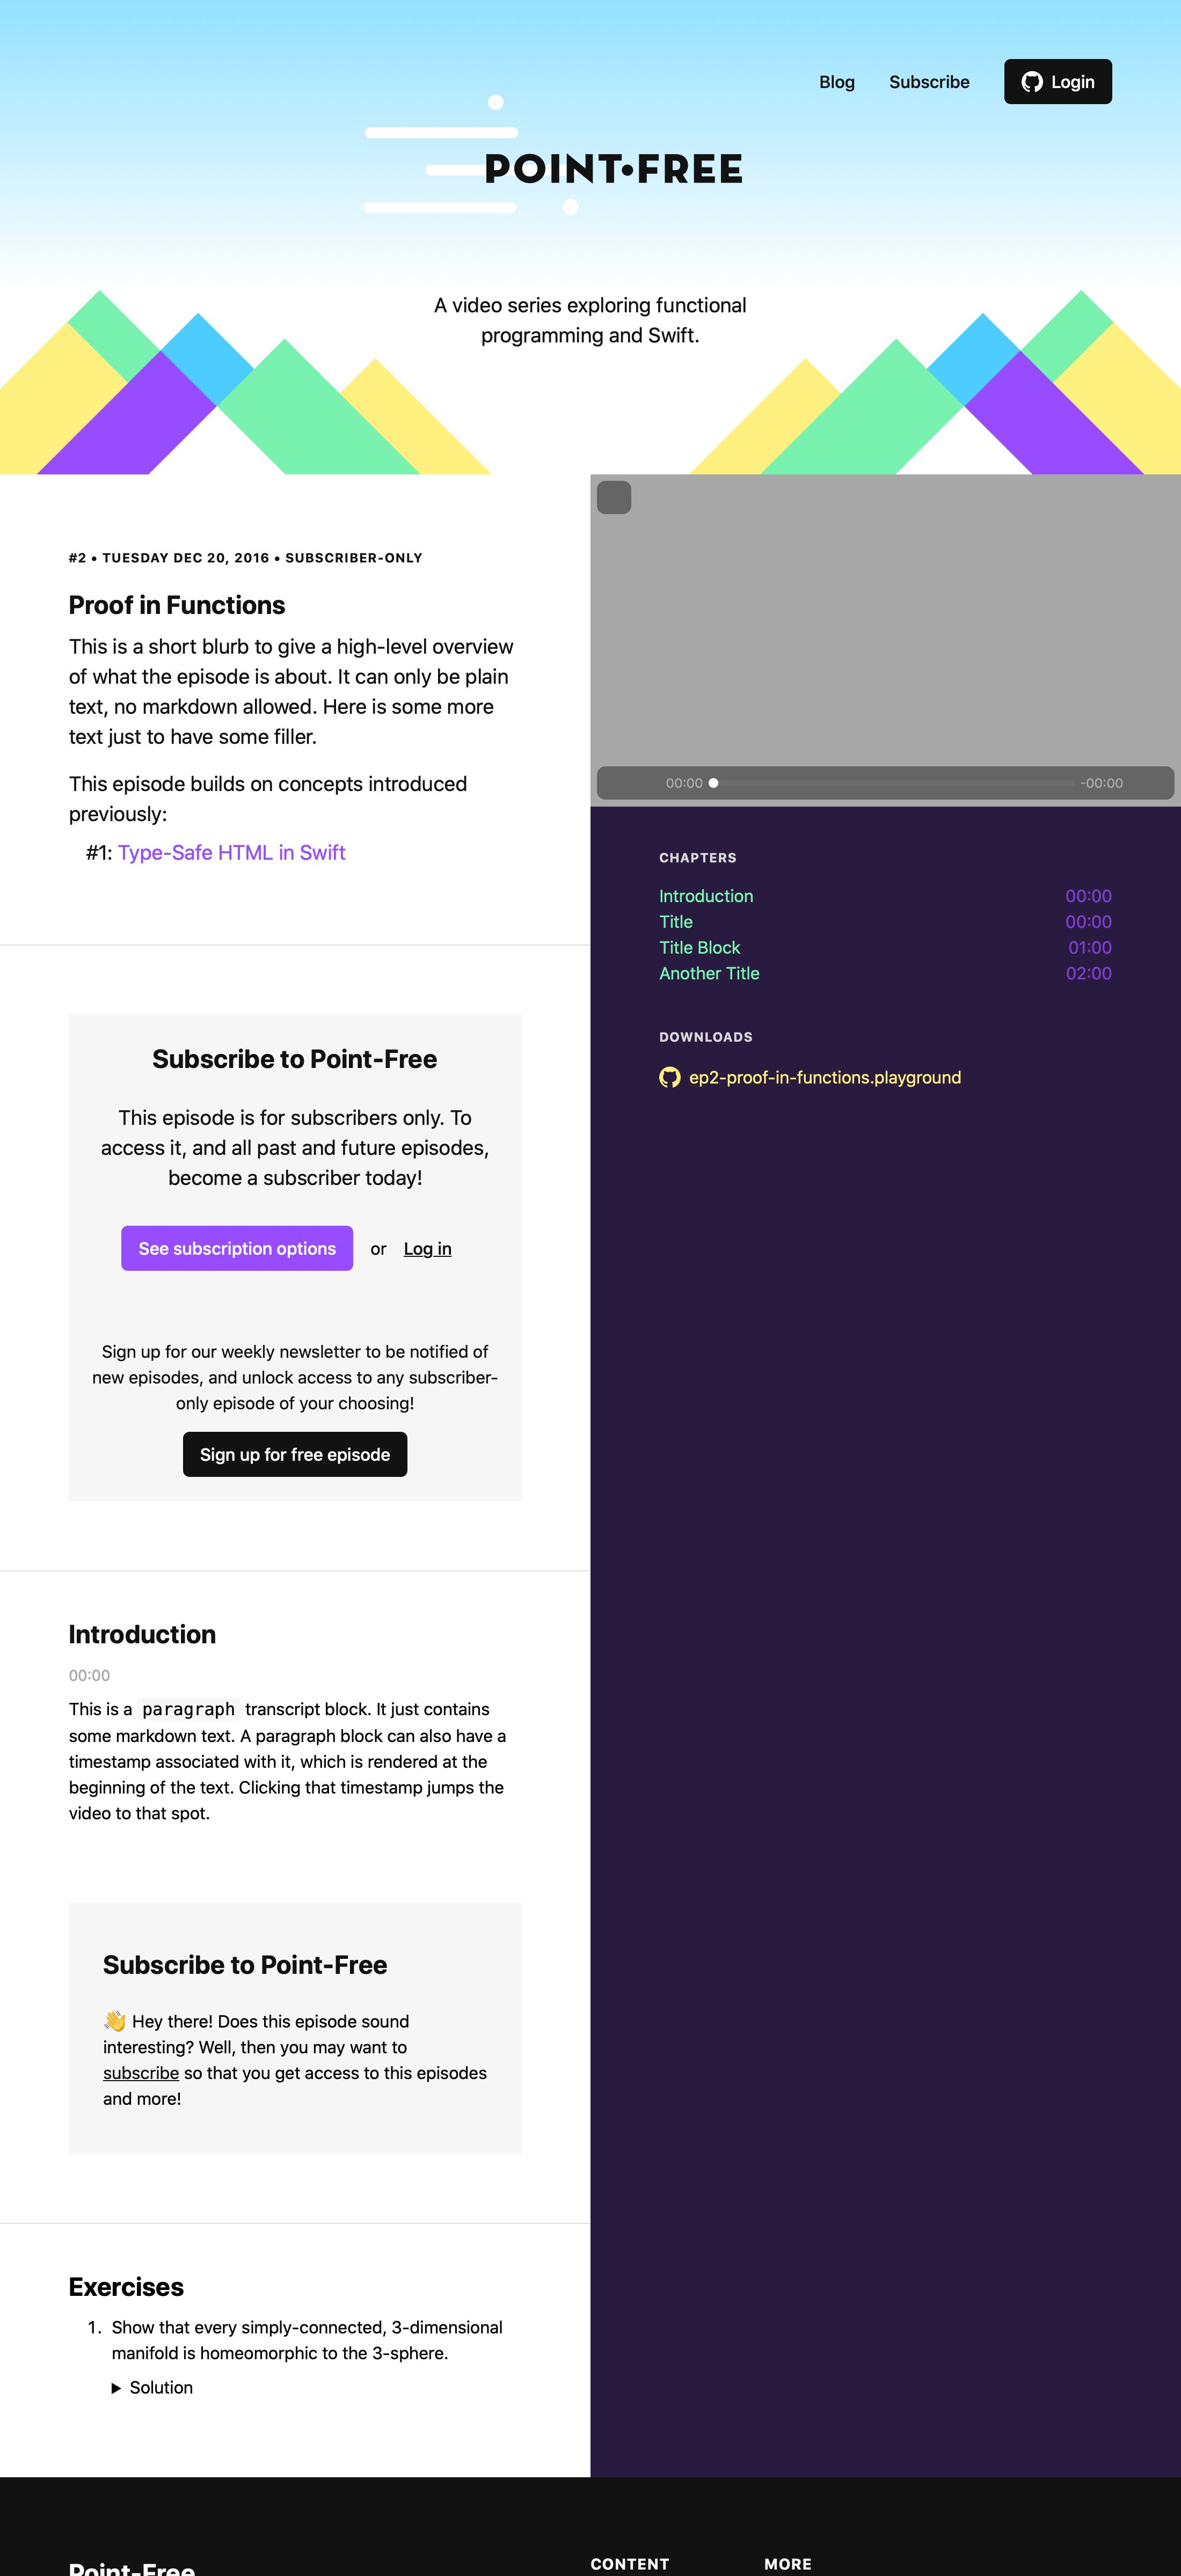 Blog
Subscribe
Login
POINT•FREE
A video series exploring functional
programming and Swift.
#2 • TUESDAY DEC 20, 2016 • SUBSCRIBER-ONLY
Proof in Functions
This is a short blurb to give a high-level overview
of what the episode is about. It can only be plain
text, no markdown allowed. Here is some more
text just to have some filler.
This episode builds on concepts introduced
previously:
#1: Type-Safe HTML in Swift
Subscribe to Point-Free
This episode is for subscribers only. To
access it, and all past and future episodes,
become a subscriber today!
See subscription options or Log in
Sign up for our weekly newsletter to be notified of
new episodes, and unlock access to any subscriber-
only episode of your choosing!
Sign up for free episode
Introduction
00:00
This is a paragraph transcript block. It just contains
some markdown text. A paragraph block can also have a
timestamp associated with it, which is rendered at the
beginning of the text. Clicking that timestamp jumps the
video to that spot.
Subscribe to Point-Free
👋 Hey there! Does this episode sound
interesting? Well, then you may want to
subscribe so that you get access to this episodes
and more!
Exercises
1. Show that every simply-connected, 3-dimensional
manifold is homeomorphic to the 3-sphere.
▶ Solution
00:00 -00:00
CHAPTERS
Introduction 00:00
Title 00:00
Title Block 01:00
Another Title 02:00
DOWNLOADS
ep2-proof-in-functions.playground
Point-Free
CONTENT
MORE